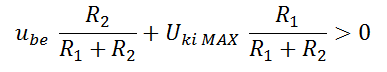 u_be R_2/(R_1 + R_2) + U_ki MAX R_1/(R_1 + R_2) > 0